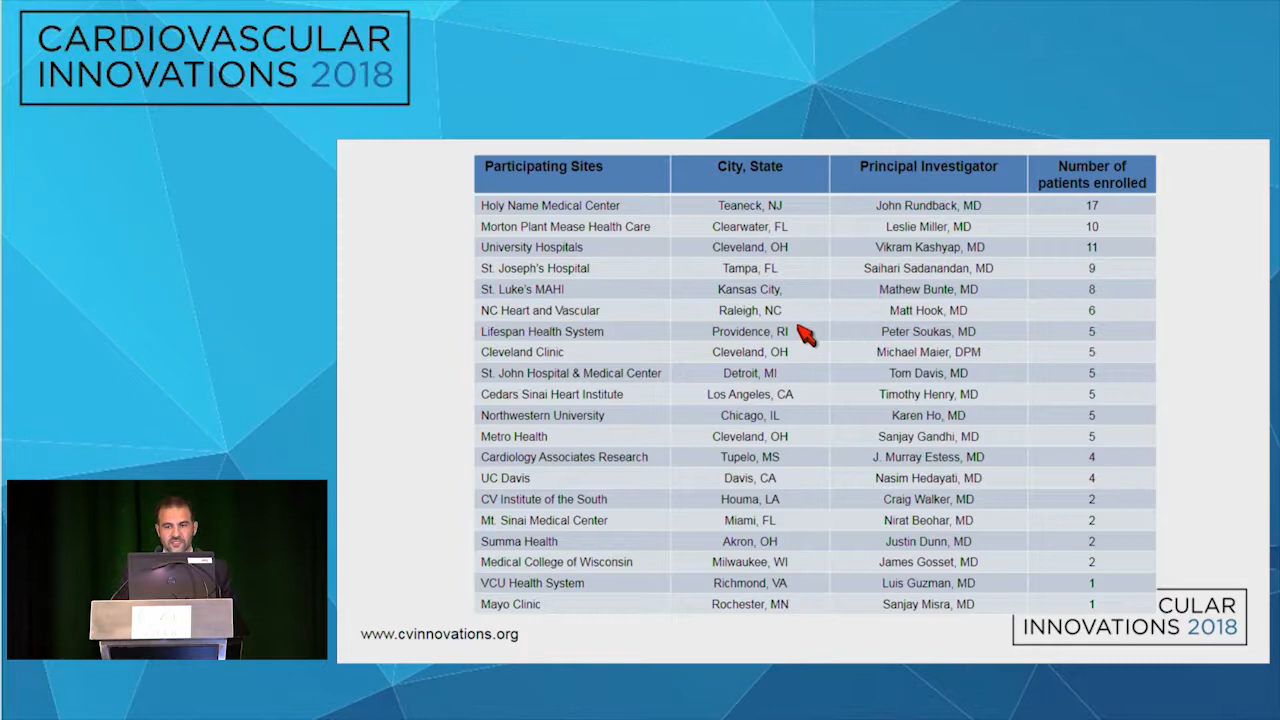 CARDIOVASCULAR
INNOVATIONS 2018
Participating Sites City, State Principal Investigator Number of patients enrolled
Holy Name Medical Center Teaneck, NJ John Rundback, MD 17
Morton Plant Mease Health Care Clearwater, FL Leslie Miller, MD 10
University Hospitals Cleveland, OH Vikram Kashyap, MD 11
St. Joseph's Hospital Tampa, FL Saihari Sadanandan, MD 9
St. Luke's MAHI Kansas City, Mathew Bunte, MD 8
NC Heart and Vascular Raleigh, NC Matt Hook, MD 6
Lifespan Health System Providence, RI Peter Soukas, MD 5
Cleveland Clinic Cleveland, OH Michael Maier, DPM 5
St. John Hospital & Medical Center Detroit, MI Tom Davis, MD 5
Cedars Sinai Heart Institute Los Angeles, CA Timothy Henry, MD 5
Northwestern University Chicago, IL Karen Ho, MD 5
Metro Health Cleveland, OH Sanjay Gandhi, MD 5
Cardiology Associates Research Tupelo, MS J. Murray Estess, MD 4
UC Davis Davis, CA Nasim Hedayati, MD 4
CV Institute of the South Houma, LA Craig Walker, MD 2
Mt. Sinai Medical Center Miami, FL Nirat Beohar, MD 2
Summa Health Akron, OH Justin Dunn, MD 2
Medical College of Wisconsin Milwaukee, WI James Gosset, MD 2
VCU Health System Richmond, VA Luis Guzman, MD 1
Mayo Clinic Rochester, MN Sanjay Misra, MD 1
www.cvinnovations.org
CULAR
INNOVATIONS 2018